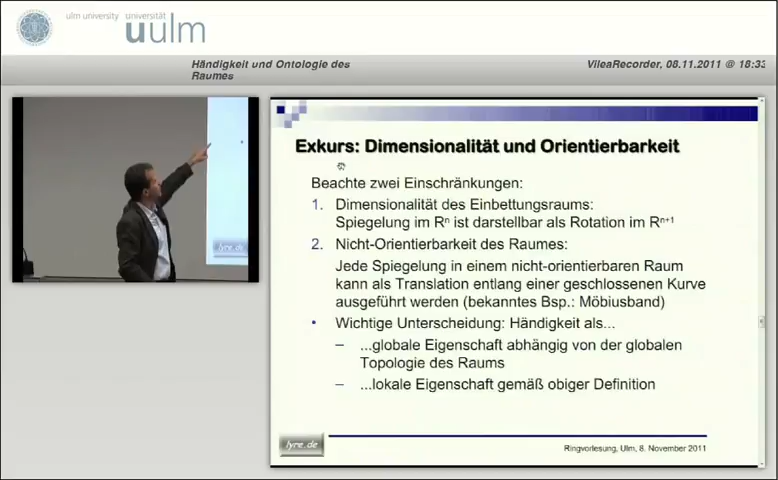 ulm university universität
uulm
Händigkeit und Ontologie des
Raumes
VileaRecorder, 08.11.2011 @ 18:33
Exkurs: Dimensionalität und Orientierbarkeit
Beachte zwei Einschränkungen:
1. Dimensionalität des Einbettungsraums:
Spiegelung im Rⁿ ist darstellbar als Rotation im Rⁿ⁺¹
2. Nicht-Orientierbarkeit des Raumes:
Jede Spiegelung in einem nicht-orientierbaren Raum
kann als Translation entlang einer geschlossenen Kurve
ausgeführt werden (bekanntes Bsp.: Möbiusband)
• Wichtige Unterscheidung: Händigkeit als...
– ...globale Eigenschaft abhängig von der globalen
Topologie des Raums
– ...lokale Eigenschaft gemäß obiger Definition
lyre.de
lyre.de
Ringvorlesung, Ulm, 8. November 2011